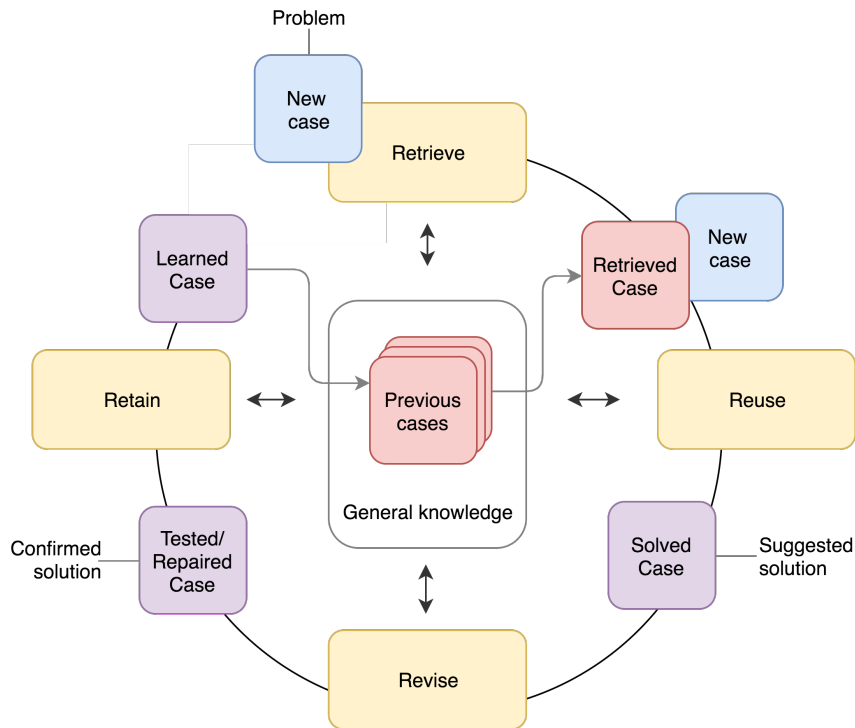 Problem
New
case
Retrieve
Learned
Case
Retrieved
Case
New
case
Retain
Previous
cases
Reuse
General knowledge
Confirmed
solution
Tested/
Repaired
Case
Solved
Case
Suggested
solution
Revise